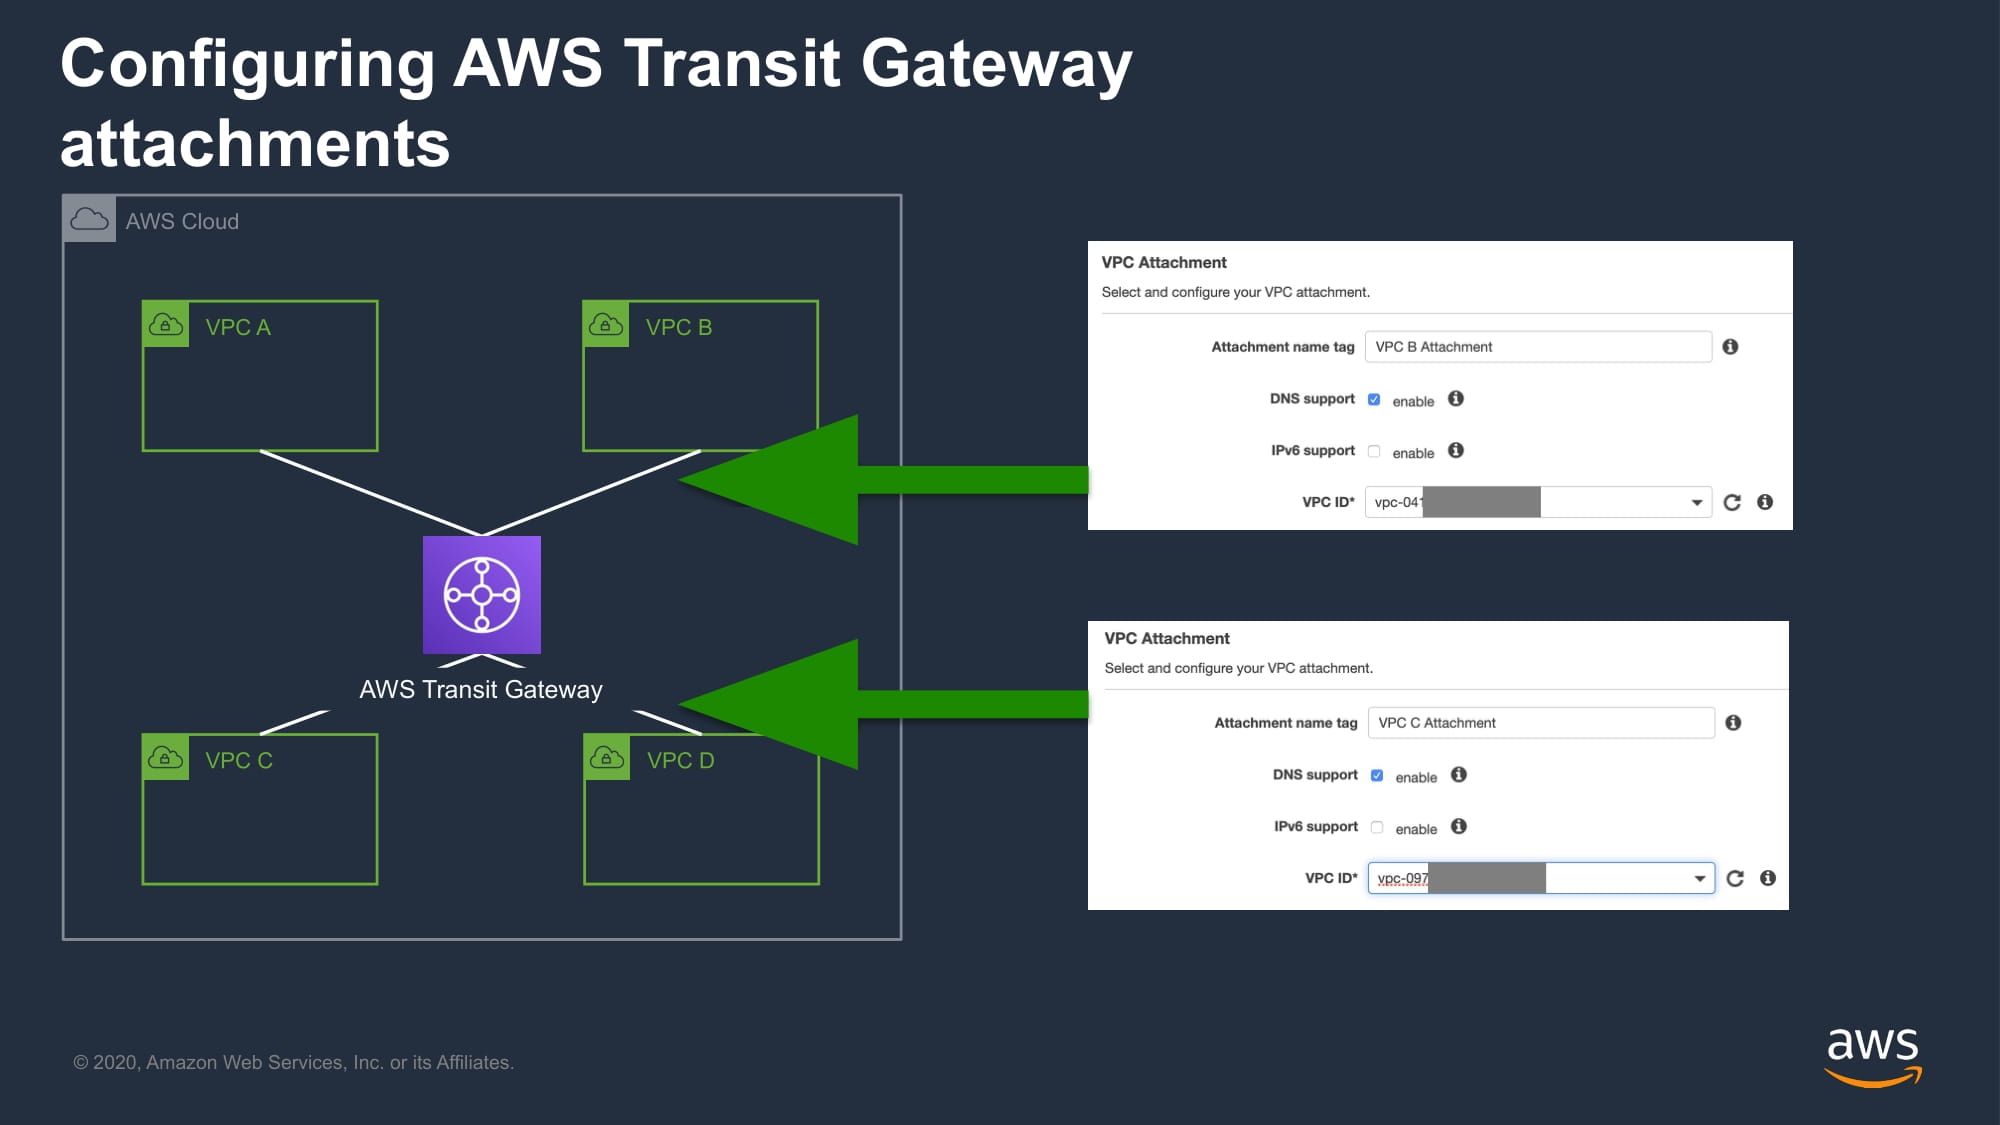 Configuring AWS Transit Gateway
attachments
AWS Cloud
VPC A
VPC B
AWS Transit Gateway
VPC C
VPC D
VPC Attachment
Select and configure your VPC attachment.
Attachment name tag VPC B Attachment
DNS support enable
IPv6 support enable
VPC ID* vpc-041
VPC Attachment
Select and configure your VPC attachment.
Attachment name tag VPC C Attachment
DNS support enable
IPv6 support enable
VPC ID* vpc-097
© 2020, Amazon Web Services, Inc. or its Affiliates.
aws